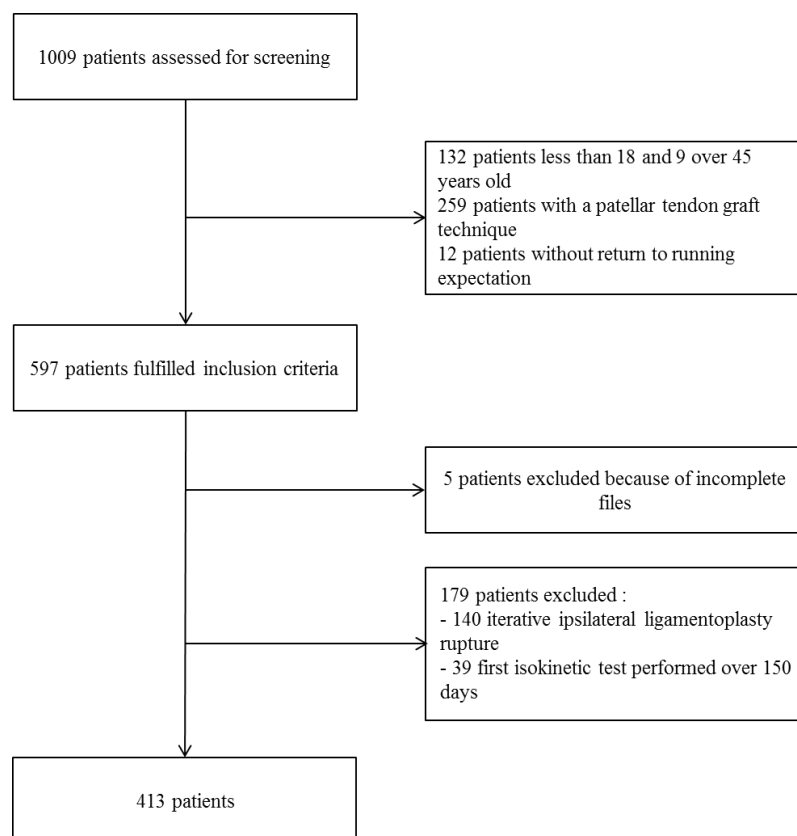 1009 patients assessed for screening
132 patients less than 18 and 9 over 45
years old
259 patients with a patellar tendon graft
technique
12 patients without return to running
expectation
597 patients fulfilled inclusion criteria
5 patients excluded because of incomplete
files
179 patients excluded :
- 140 iterative ipsilateral ligamentoplasty
rupture
- 39 first isokinetic test performed over 150
days
413 patients